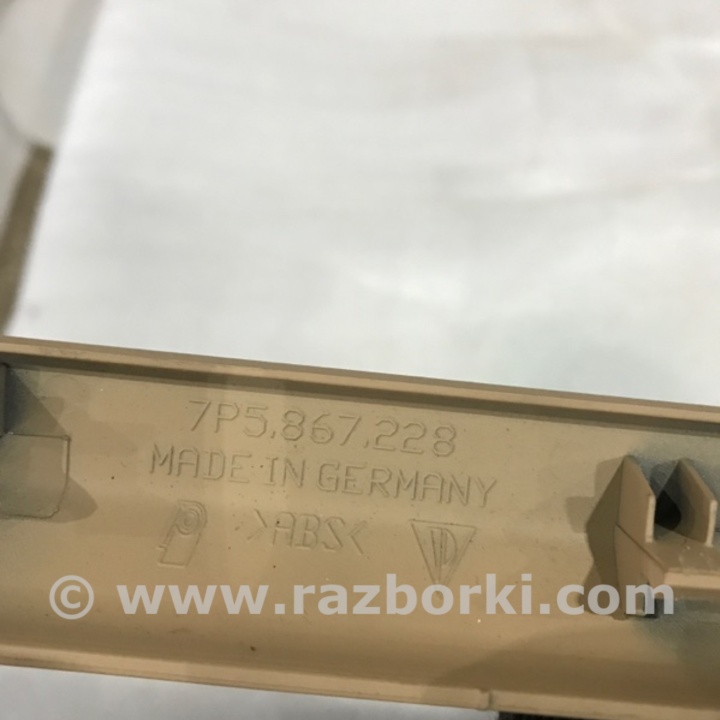 7P5.867.228
MADE IN GERMANY
>ABS<
© www.razborki.com